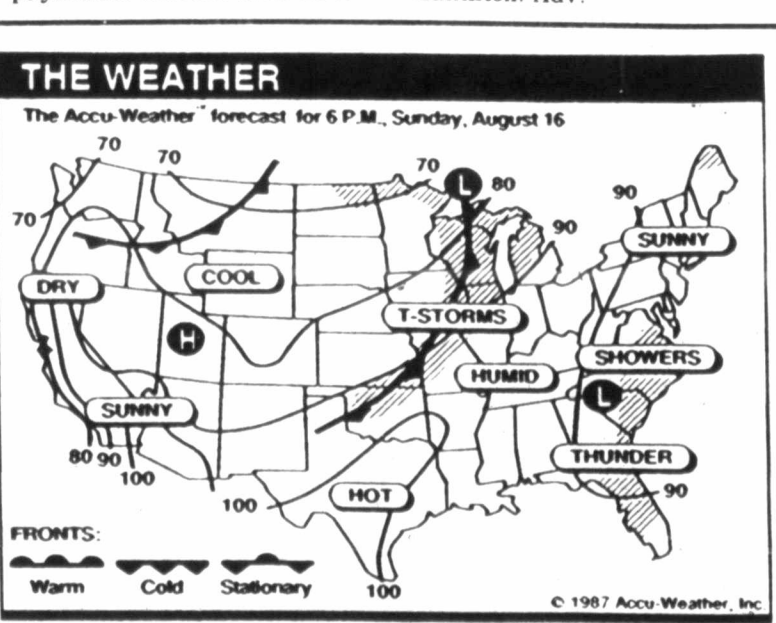 THE WEATHER
The Accu-Weather™ forecast for 6 P.M., Sunday, August 16
70
70
70
80
90
70
90
SUNNY
DRY
COOL
T-STORMS
H
L
SHOWERS
HUMID
L
SUNNY
THUNDER
80 90
100
100
HOT
90
FRONTS:
Warm
Cold
Stationary
100
© 1987 Accu-Weather, Inc.